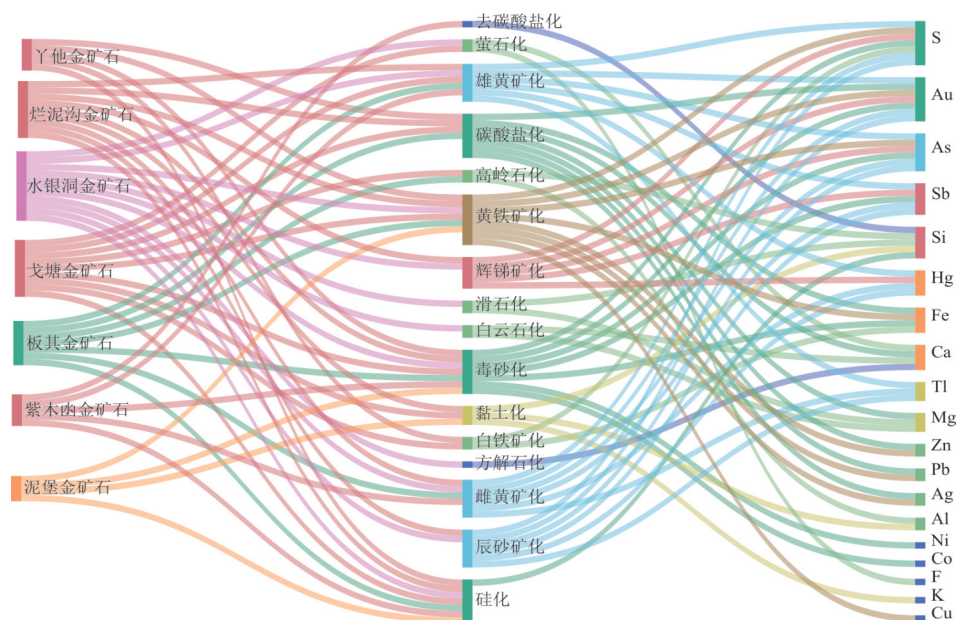 丫他金矿石
烂泥沟金矿石
水银洞金矿石
戈塘金矿石
板其金矿石
紫木凼金矿石
泥堡金矿石
去碳酸盐化
萤石化
雄黄矿化
碳酸盐化
高岭石化
黄铁矿化
辉锑矿化
滑石化
白云石化
毒砂化
黏土化
白铁矿化
方解石化
雌黄矿化
辰砂矿化
硅化
S
Au
As
Sb
Si
Hg
Fe
Ca
Tl
Mg
Zn
Pb
Ag
Al
Ni
Co
F
K
Cu